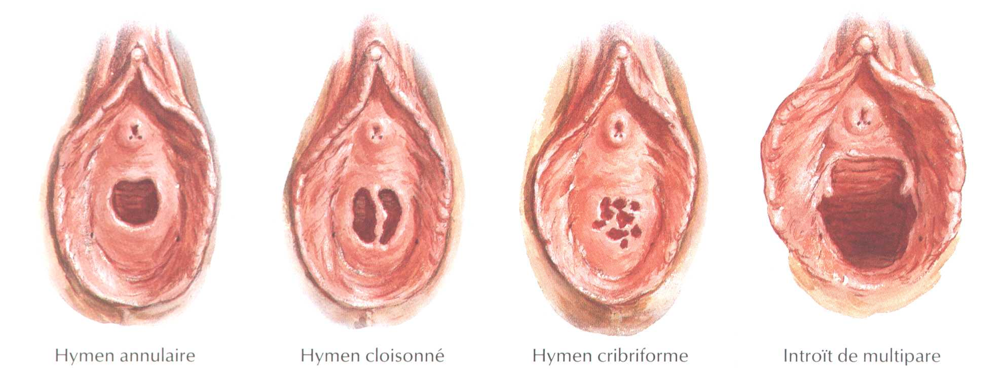 Hymen annulaire
Hymen cloisonné
Hymen cribriforme
Introït de multipare